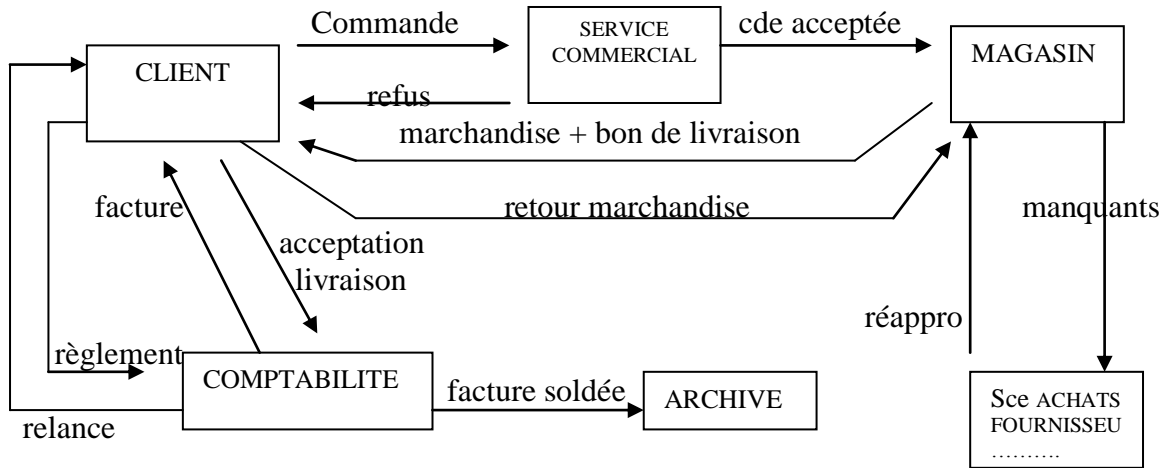 Commande
SERVICE
COMMERCIAL
cde acceptée
CLIENT
MAGASIN
refus
marchandise + bon de livraison
facture
retour marchandise
manquants
acceptation
livraison
réappro
règlement
COMPTABILITE
facture soldée
ARCHIVE
Sce ACHATS
FOURNISSEU
……….
relance